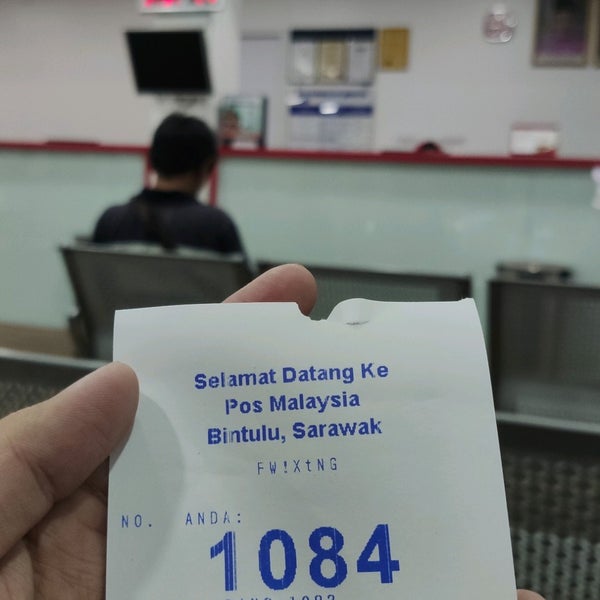 Selamat Datang Ke
Pos Malaysia
Bintulu, Sarawak
FW!XtNG
NO. ANDA:
1084